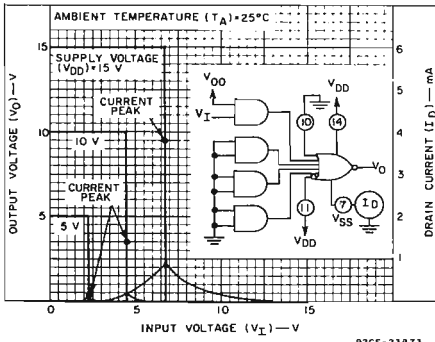 AMBIENT TEMPERATURE (TA)=25°C
15
SUPPLY VOLTAGE
(VDD)=15 V
CURRENT
PEAK
10
10 V
CURRENT
PEAK
5
5 V
OUTPUT VOLTAGE (VO)—V
0
5
10
15
INPUT VOLTAGE (VI)—V
6
5
4
3
2
1
DRAIN CURRENT (ID)—mA
VDD
VI
10
VDD
14
VO
11
VDD
7
VSS
ID